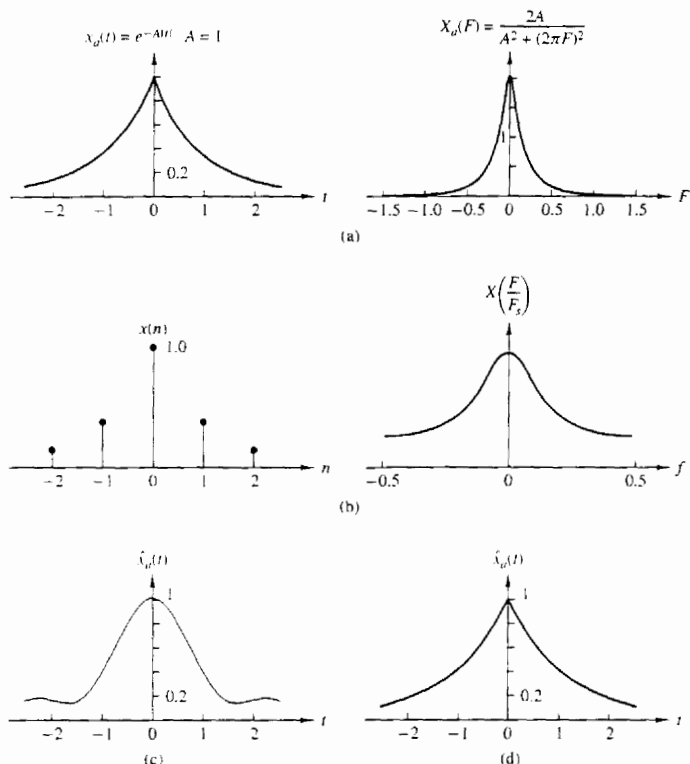 x_a(t) = e^{-A|t|} A = 1
X_a(F) = \frac{2A}{A^2 + (2πF)^2}
0.2
−2 −1 0 1 2 t
1
−1.5 −1.0 −0.5 0 0.5 1.0 1.5 F
(a)
x(n)
1.0
−2 −1 0 1 2 n
X(\frac{F}{F_s})
−0.5 0 0.5 f
(b)
x̂_a(t)
1
0.2
−2 −1 0 1 2 t
(c)
x̂_a(t)
1
0.2
−2 −1 0 1 2 t
(d)